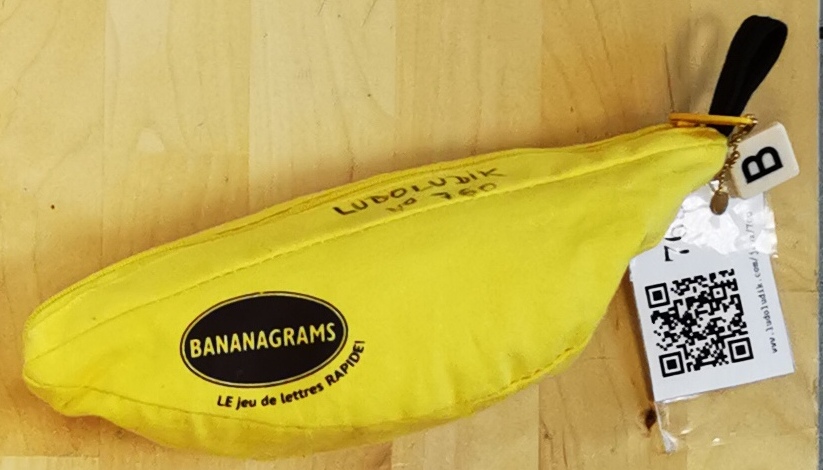 LUDOLUDIK
No 760
B
BANANAGRAMS
LE jeu de lettres RAPIDE!